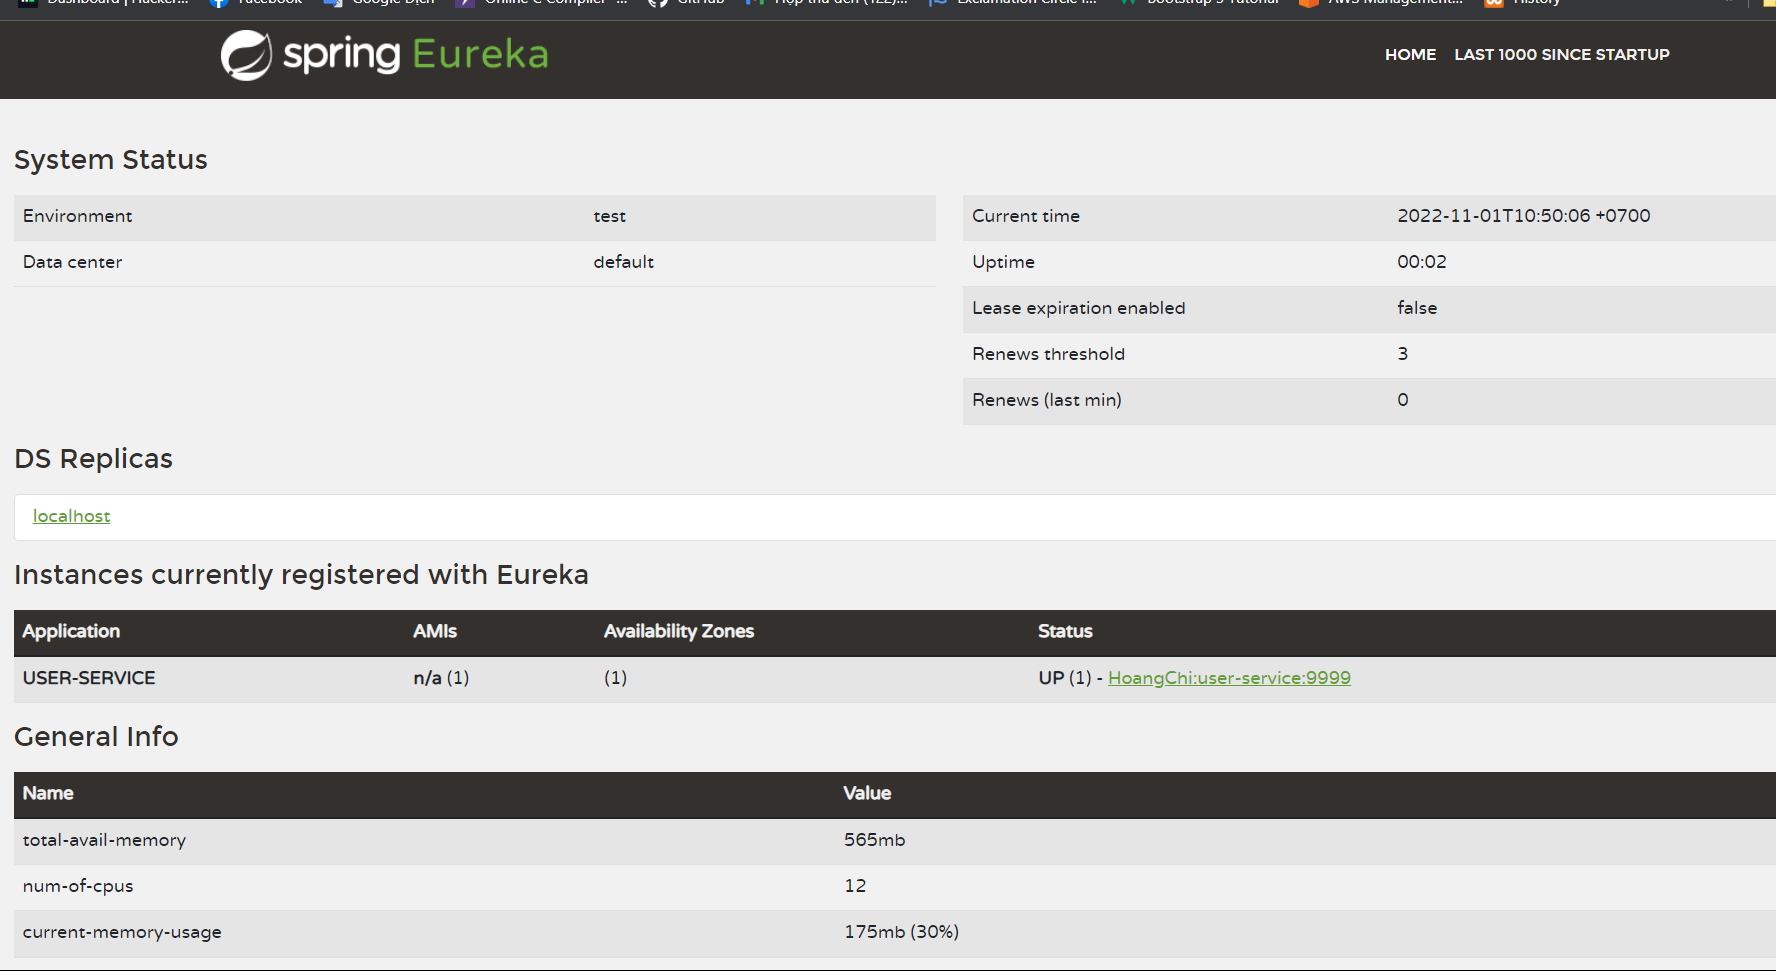 Facebook
GitHub
spring Eureka
HOME LAST 1000 SINCE STARTUP
System Status
Environment test
Data center default
Current time 2022-11-01T10:50:06 +0700
Uptime 00:02
Lease expiration enabled false
Renews threshold 3
Renews (last min) 0
DS Replicas
localhost
Instances currently registered with Eureka
Application AMIs Availability Zones Status
USER-SERVICE n/a (1) (1) UP (1) - HoangChi:user-service:9999
General Info
Name Value
total-avail-memory 565mb
num-of-cpus 12
current-memory-usage 175mb (30%)